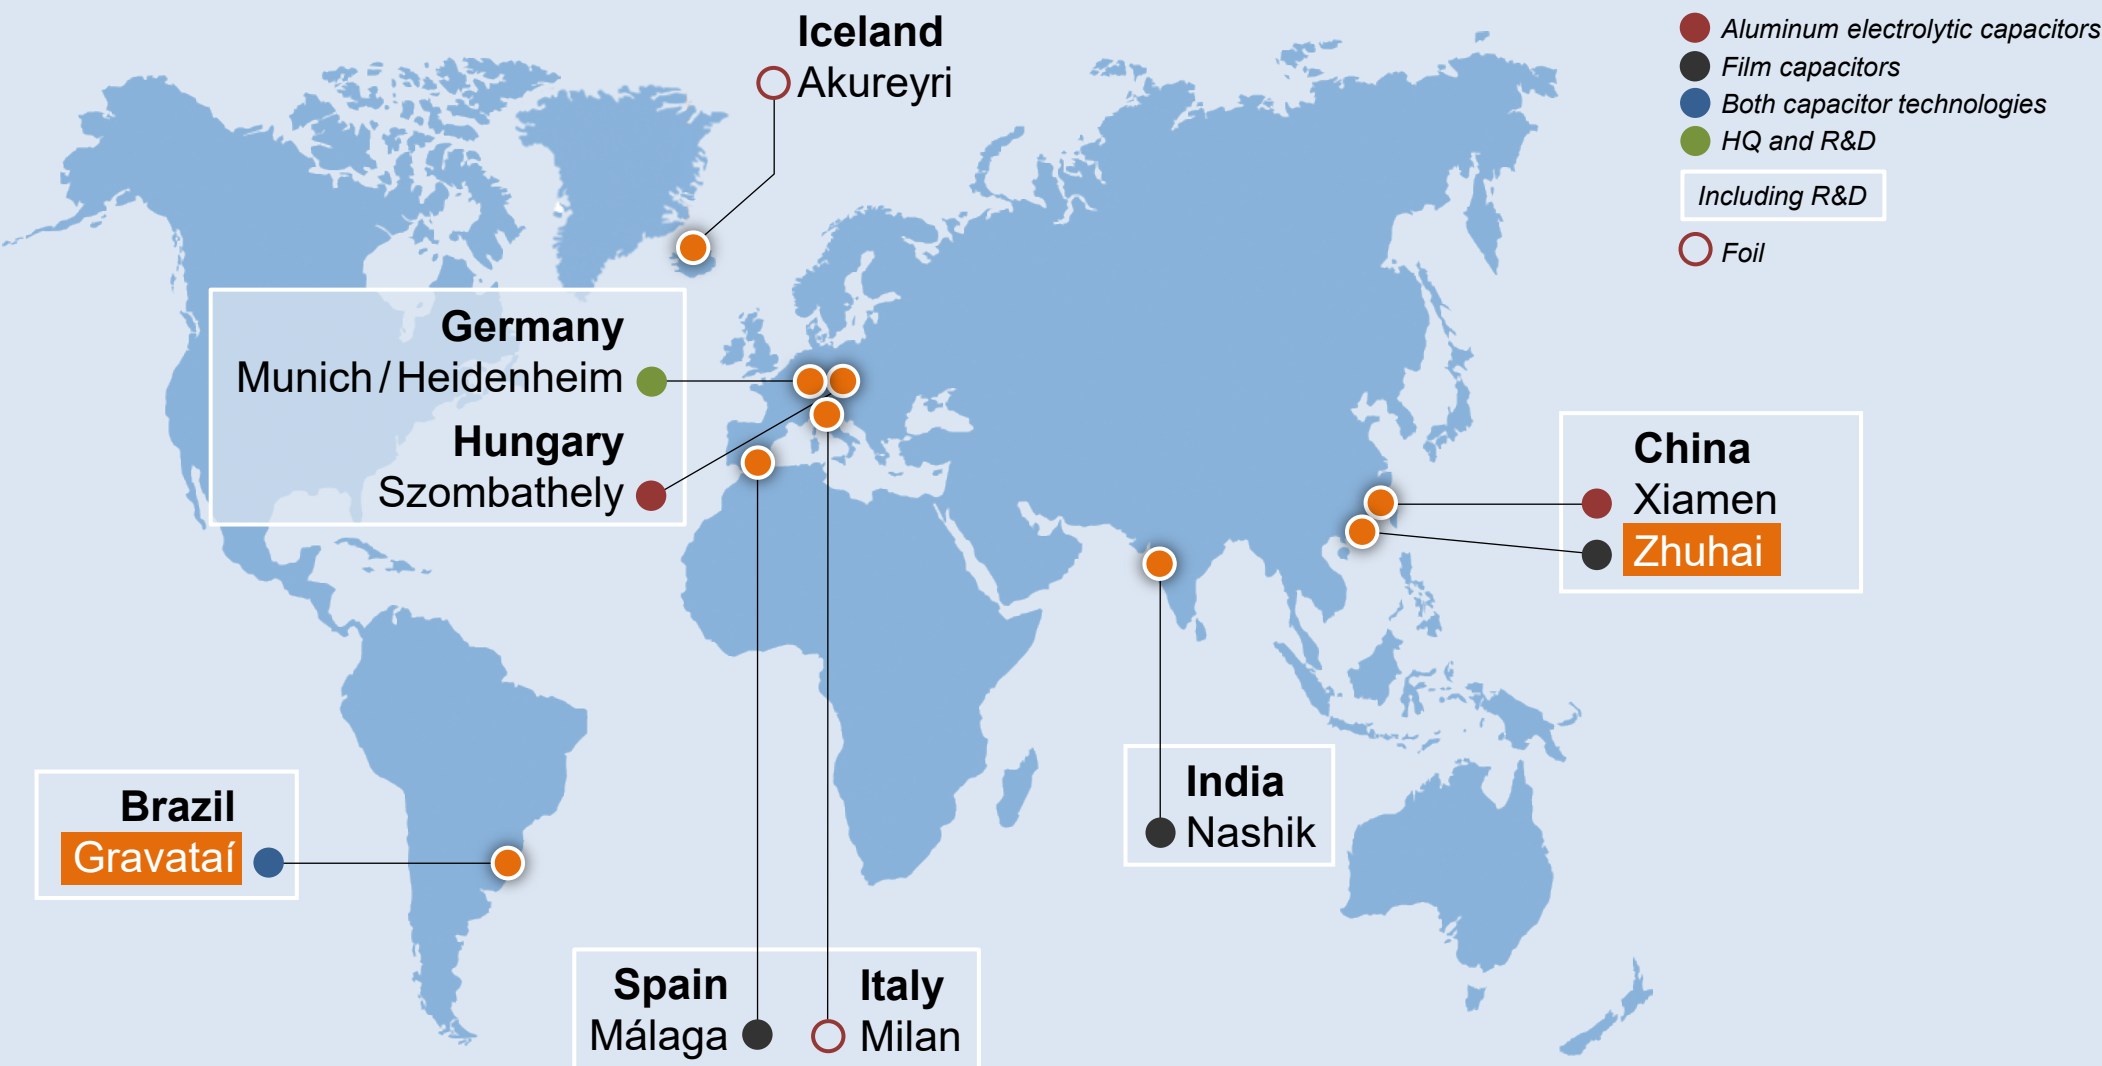 Iceland
Akureyri
Aluminum electrolytic capacitors
Film capacitors
Both capacitor technologies
HQ and R&D
Including R&D
Foil
Germany
Munich / Heidenheim
Hungary
Szombathely
China
Xiamen
Zhuhai
India
Nashik
Brazil
Gravataí
Spain
Málaga
Italy
Milan